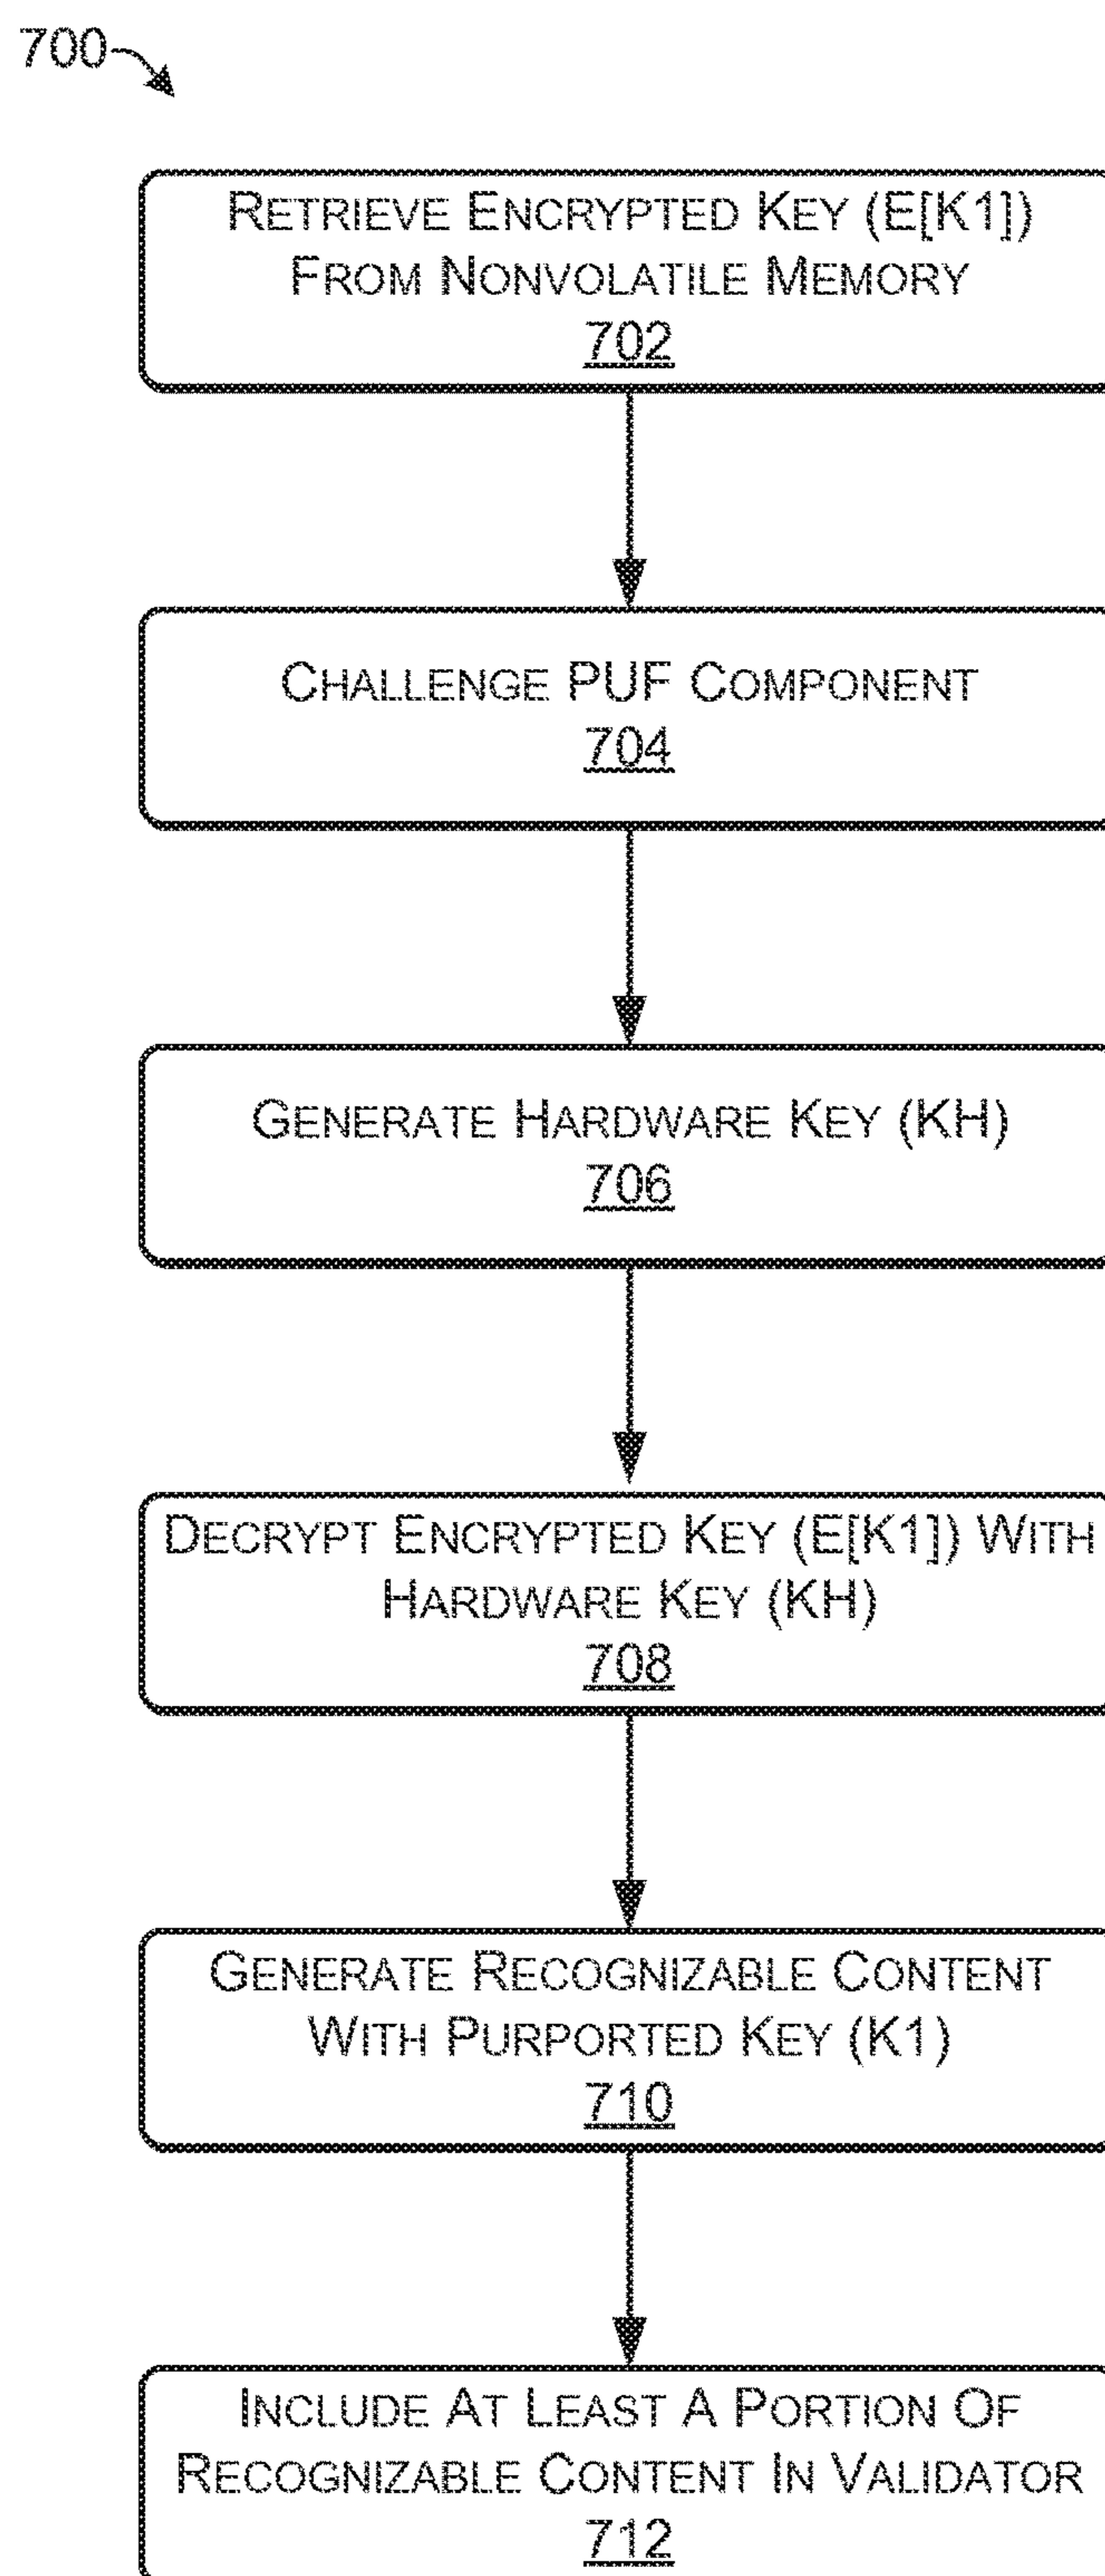 700
RETRIEVE ENCRYPTED KEY (E[K1])
FROM NONVOLATILE MEMORY
702
CHALLENGE PUF COMPONENT
704
GENERATE HARDWARE KEY (KH)
706
DECRYPT ENCRYPTED KEY (E[K1]) WITH
HARDWARE KEY (KH)
708
GENERATE RECOGNIZABLE CONTENT
WITH PURPORTED KEY (K1)
710
INCLUDE AT LEAST A PORTION OF
RECOGNIZABLE CONTENT IN VALIDATOR
712